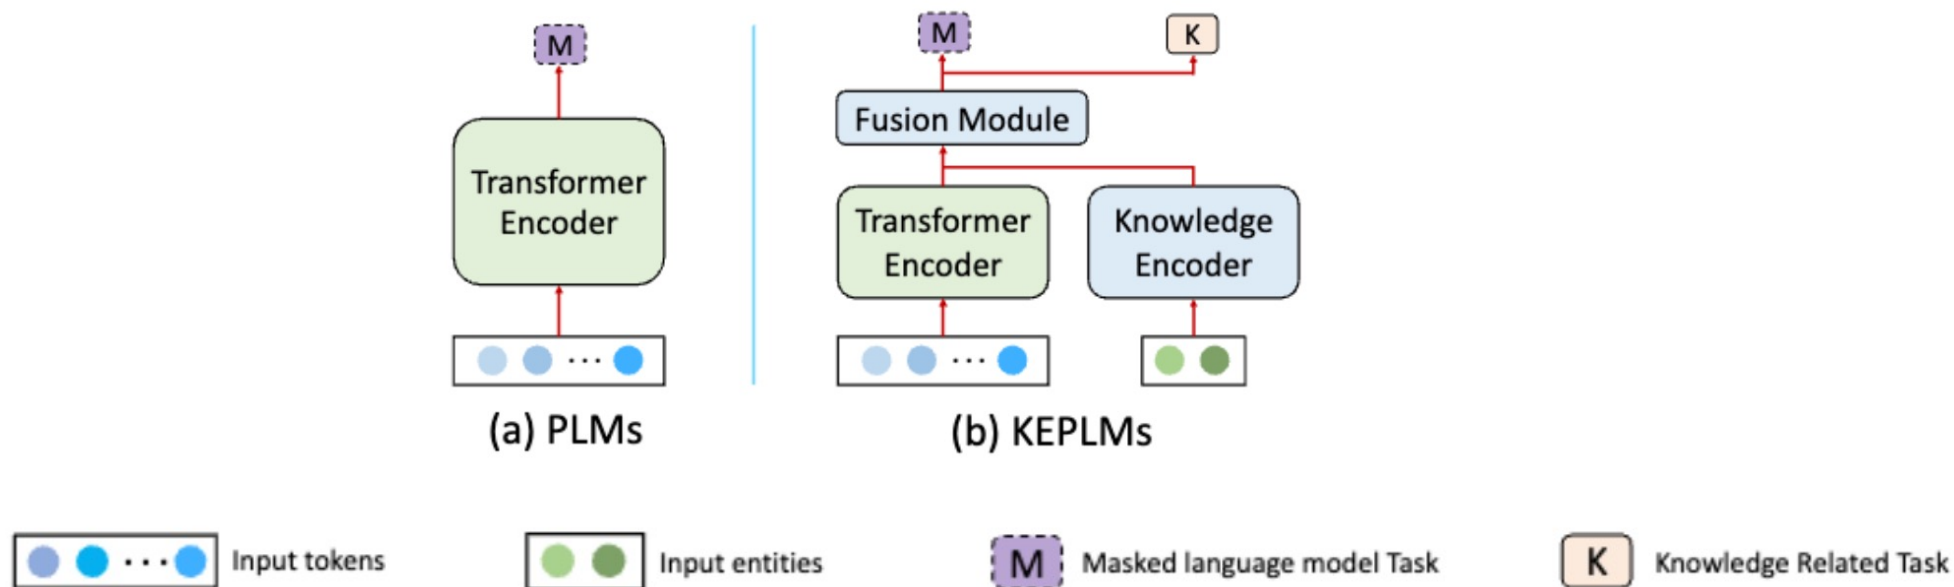 M
Transformer
Encoder
...
(a) PLMs
M
K
Fusion Module
Transformer
Encoder
Knowledge
Encoder
...
(b) KEPLMs
... Input tokens
Input entities
M Masked language model Task
K Knowledge Related Task